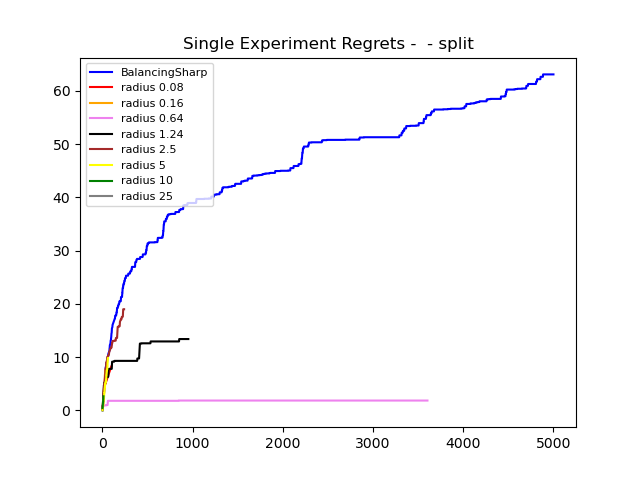 Single Experiment Regrets -  - split
BalancingSharp
radius 0.08
radius 0.16
radius 0.64
radius 1.24
radius 2.5
radius 5
radius 10
radius 25
60
50
40
30
20
10
0
0 1000 2000 3000 4000 5000